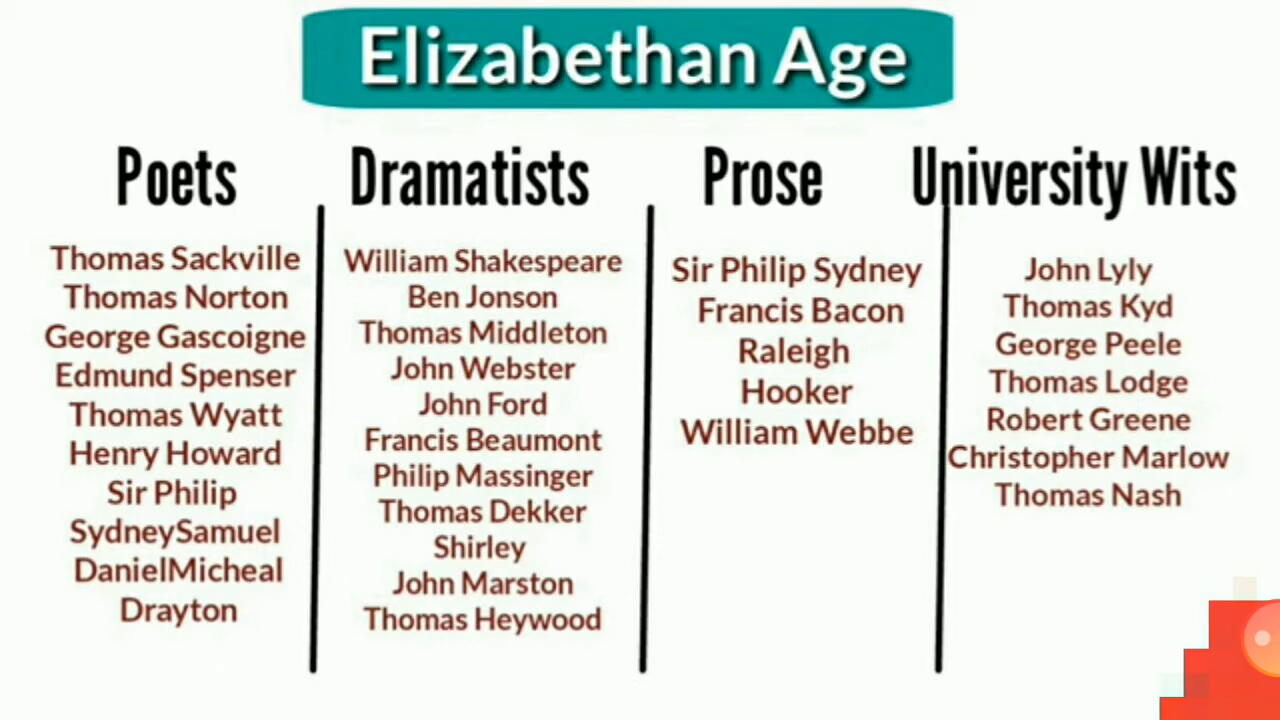 Elizabethan Age
Poets
Thomas Sackville
Thomas Norton
George Gascoigne
Edmund Spenser
Thomas Wyatt
Henry Howard
Sir Philip
SydneySamuel
DanielMicheal
Drayton
Dramatists
William Shakespeare
Ben Jonson
Thomas Middleton
John Webster
John Ford
Francis Beaumont
Philip Massinger
Thomas Dekker
Shirley
John Marston
Thomas Heywood
Prose
Sir Philip Sydney
Francis Bacon
Raleigh
Hooker
William Webbe
University Wits
John Lyly
Thomas Kyd
George Peele
Thomas Lodge
Robert Greene
Christopher Marlow
Thomas Nash